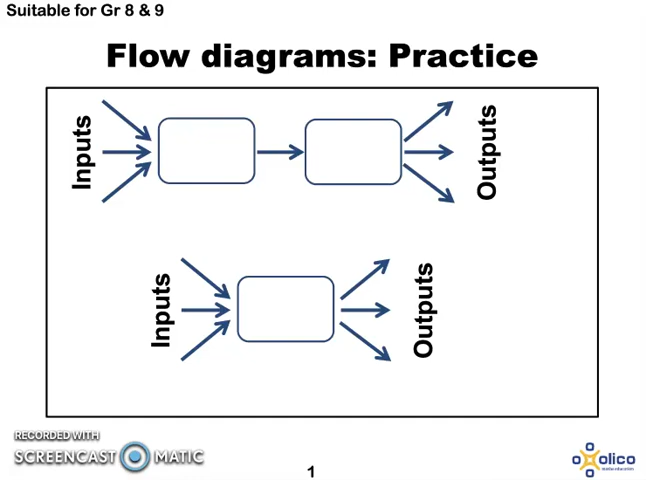 Suitable for Gr 8 & 9
Flow diagrams: Practice
Inputs
Outputs
Inputs
Outputs
RECORDED WITH
SCREENCAST MATIC
1
olico